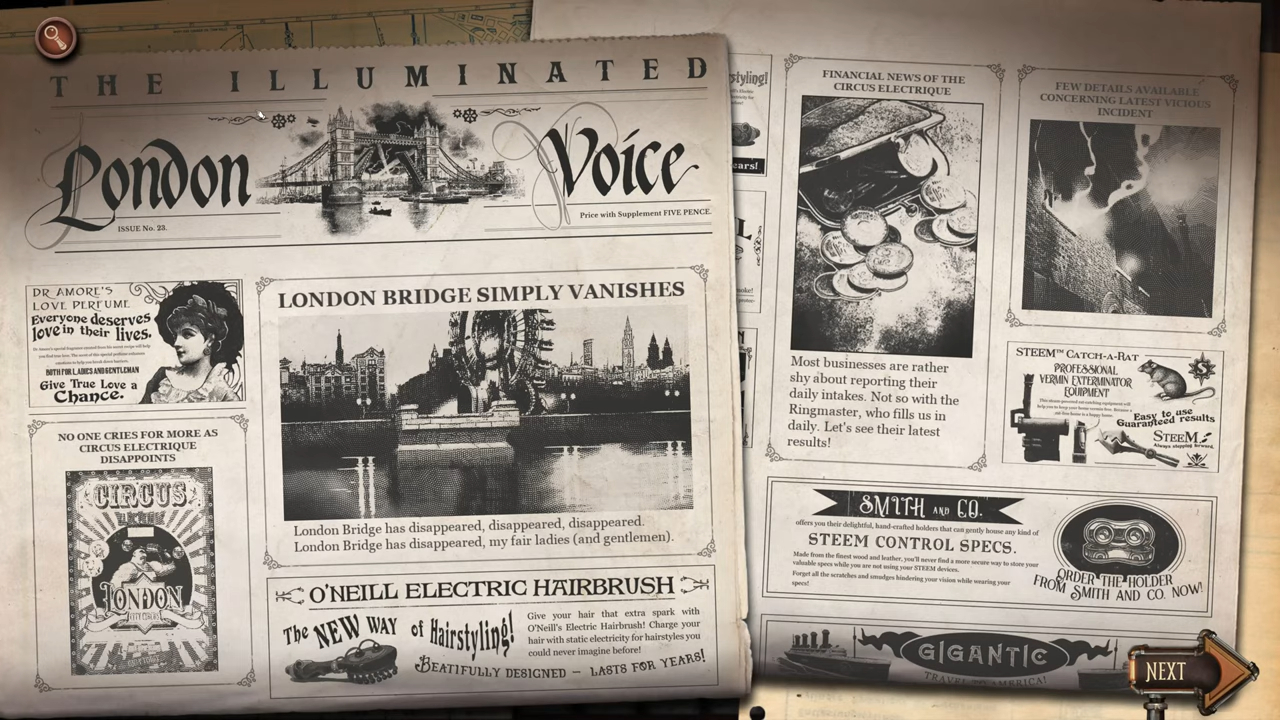 THE ILLUMINATED
London Voice
ISSUE No. 23.
Price with Supplement FIVE PENCE.
DR AMORE'S
LOVE PERFUME
Everyone deserves
love in their lives.
BOTH FOR LADIES AND GENTLEMAN
Give True Love a
Chance.
NO ONE CRIES FOR MORE AS
CIRCUS ELECTRIQUE
DISAPPOINTS
CIRCUS
LONDON
LONDON BRIDGE SIMPLY VANISHES
London Bridge has disappeared, disappeared, disappeared.
London Bridge has disappeared, my fair ladies (and gentlemen).
O'NEILL ELECTRIC HAIRBRUSH
The NEW WAY of Hairstyling!
Give your hair that extra spark with
O'Neill's Electric Hairbrush! Charge your
hair with static electricity for hairstyles you
could never imagine before!
BEATIFULLY DESIGNED – LASTS FOR YEARS!
styling!
ears!
L
FINANCIAL NEWS OF THE
CIRCUS ELECTRIQUE
Most businesses are rather
shy about reporting their
daily intakes. Not so with the
Ringmaster, who fills us in
daily. Let's see their latest
results!
FEW DETAILS AVAILABLE
CONCERNING LATEST VICIOUS
INCIDENT
STEEM™ CATCH-A-RAT
PROFESSIONAL
VERMIN EXTERMINATOR
EQUIPMENT
Easy to use
Guaranteed results
STEEM
Always stepping forward.
SMITH AND CO.
offers you their delightful, hand-crafted holders that can gently house any kind of
STEEM CONTROL SPECS.
Made from the finest wood and leather, you'll never find a more secure way to store your
valuable specs while you are not using your STEEM devices.
Forget all the scratches and smudges hindering your vision while wearing your
specs!
ORDER THE HOLDER
FROM SMITH AND CO. NOW!
GIGANTIC
TRAVEL TO AMERICA!
NEXT